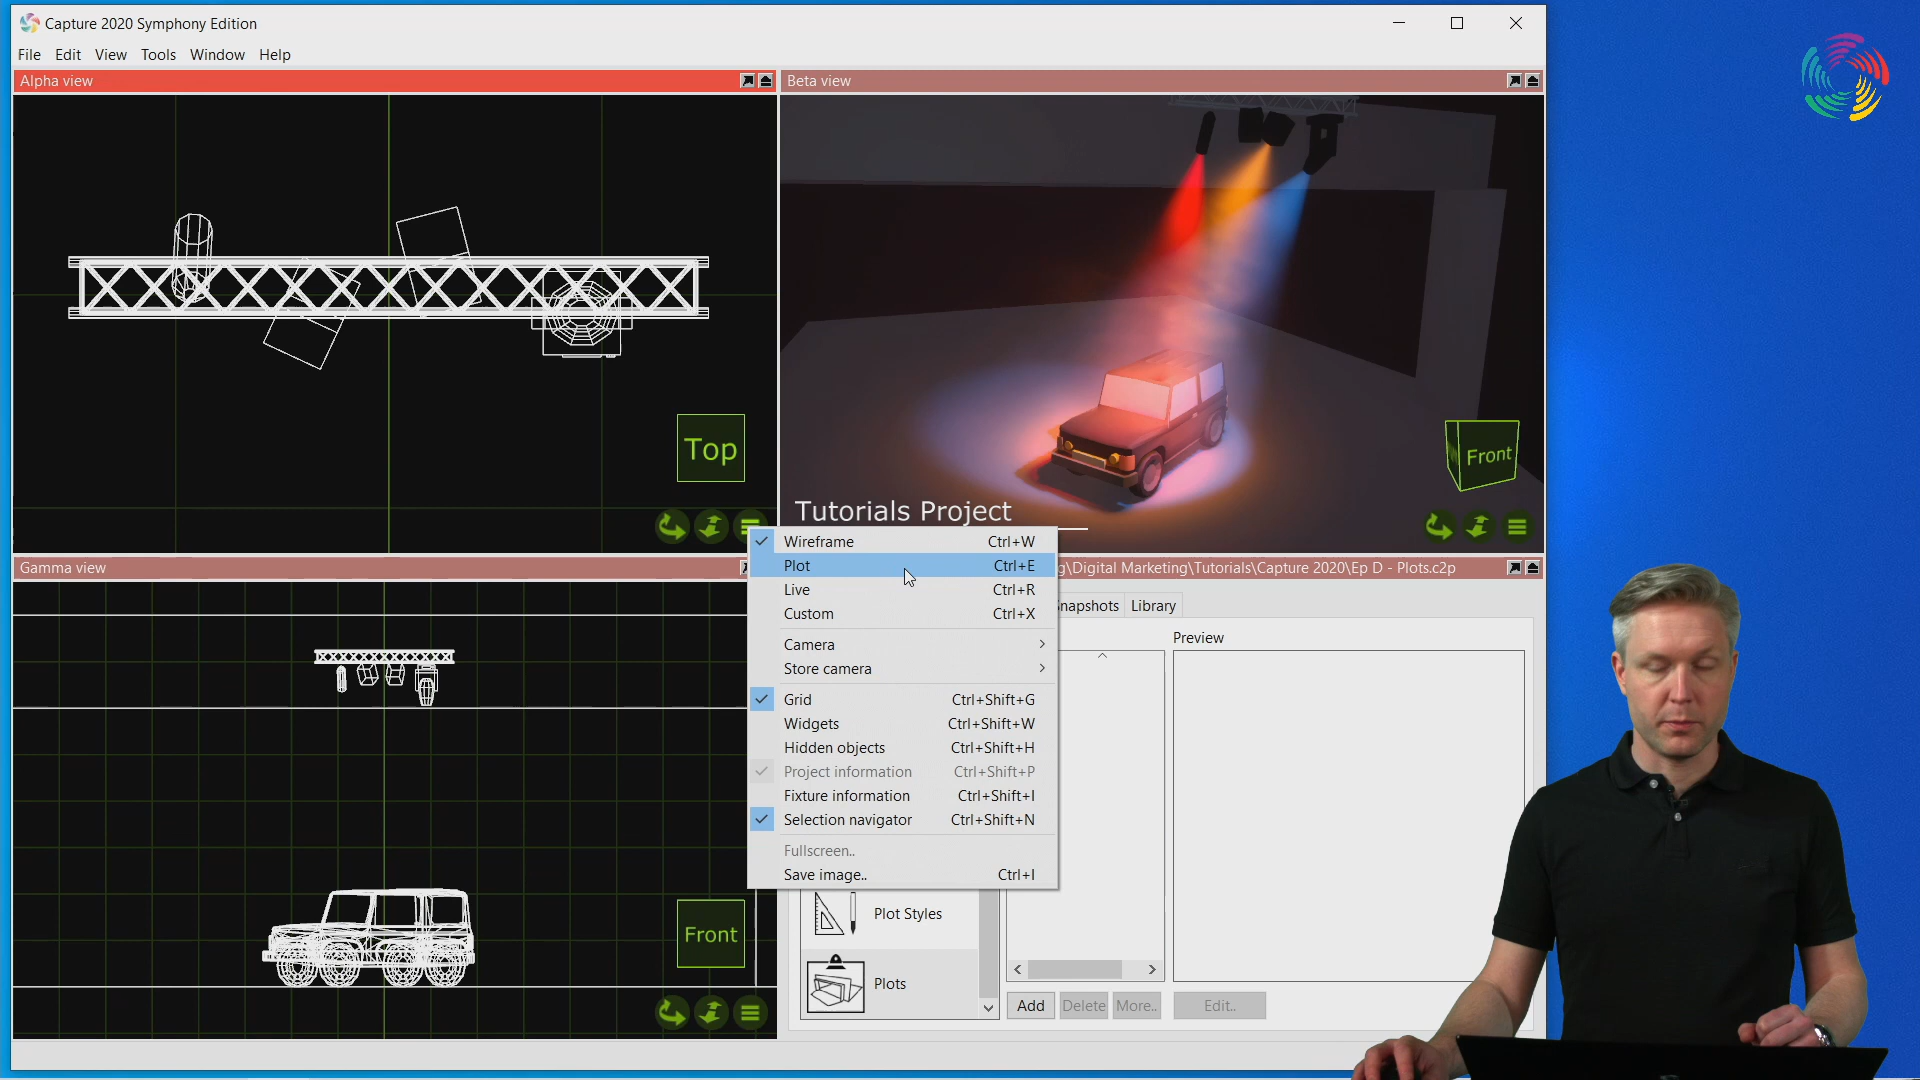 Capture 2020 Symphony Edition
File Edit View Tools Window Help
Alpha view
Beta view
Top
Front
Tutorials Project
Gamma view
g\Digital Marketing\Tutorials\Capture 2020\Ep D - Plots.c2p
Wireframe Ctrl+W
Plot Ctrl+E
Live Ctrl+R
Custom Ctrl+X
Camera
Store camera
Grid Ctrl+Shift+G
Widgets Ctrl+Shift+W
Hidden objects Ctrl+Shift+H
Project information Ctrl+Shift+P
Fixture information Ctrl+Shift+I
Selection navigator Ctrl+Shift+N
Fullscreen..
Save image.. Ctrl+I
Snapshots Library
Preview
Front
Plot Styles
Plots
Add Delete More.. Edit..